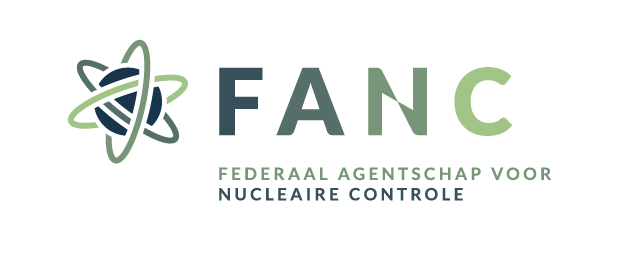 FANC
FEDERAAL AGENTSCHAP VOOR
NUCLEAIRE CONTROLE